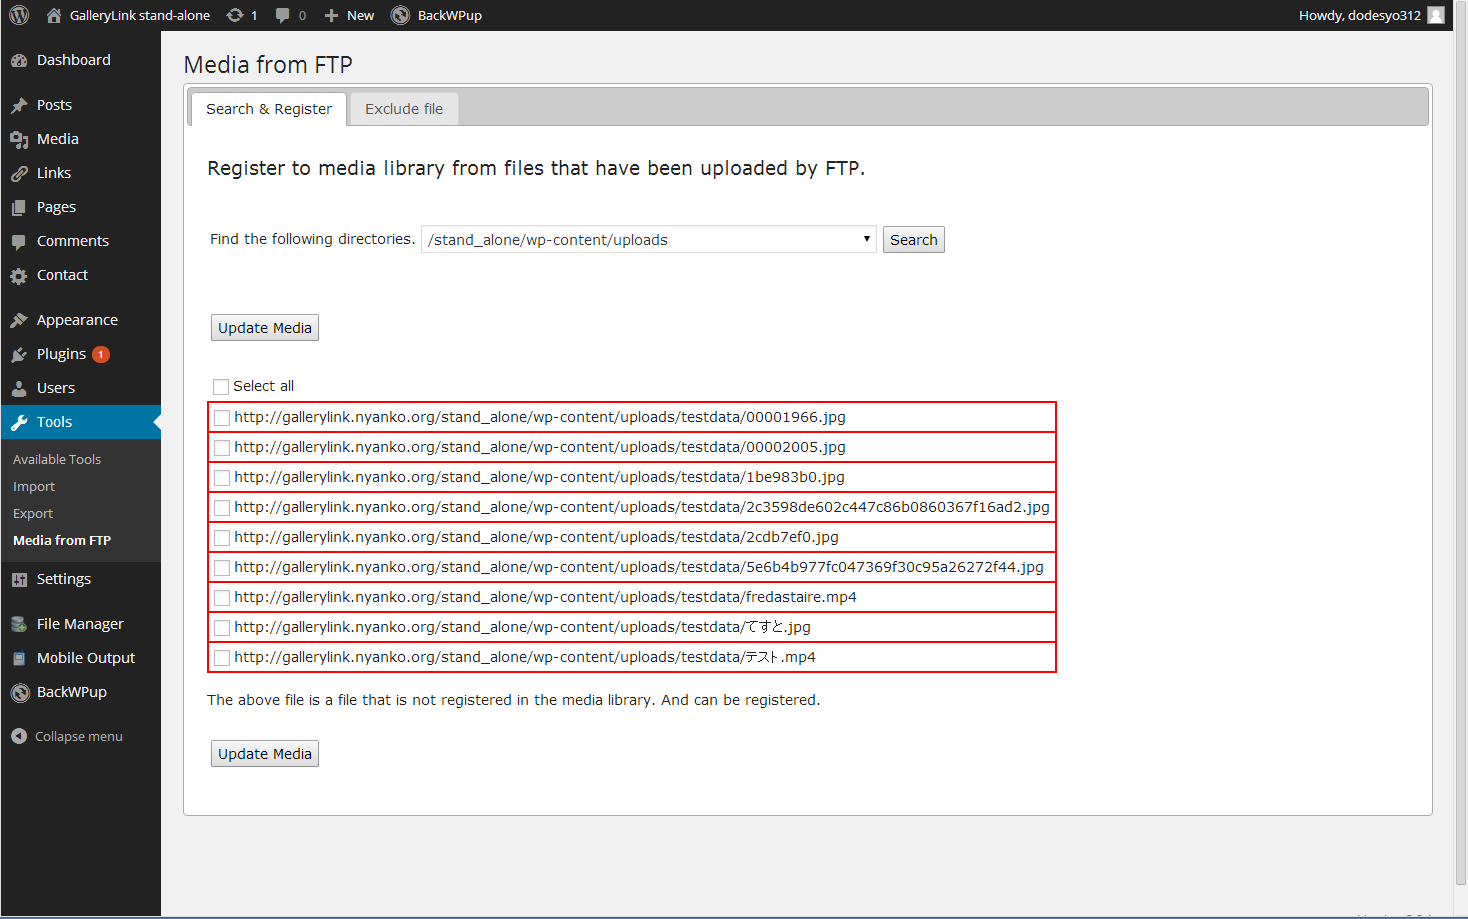 GalleryLink stand-alone 1 0 New BackWPup Howdy, dodesyo312
Dashboard
Posts
Media
Links
Pages
Comments
Contact
Appearance
Plugins 1
Users
Tools
Available Tools
Import
Export
Media from FTP
Settings
File Manager
Mobile Output
BackWPup
Collapse menu
Media from FTP
Search & Register Exclude file
Register to media library from files that have been uploaded by FTP.
Find the following directories. /stand_alone/wp-content/uploads Search
Update Media
Select all
http://gallerylink.nyanko.org/stand_alone/wp-content/uploads/testdata/00001966.jpg
http://gallerylink.nyanko.org/stand_alone/wp-content/uploads/testdata/00002005.jpg
http://gallerylink.nyanko.org/stand_alone/wp-content/uploads/testdata/1be983b0.jpg
http://gallerylink.nyanko.org/stand_alone/wp-content/uploads/testdata/2c3598de602c447c86b0860367f16ad2.jpg
http://gallerylink.nyanko.org/stand_alone/wp-content/uploads/testdata/2cdb7ef0.jpg
http://gallerylink.nyanko.org/stand_alone/wp-content/uploads/testdata/5e6b4b977fc047369f30c95a26272f44.jpg
http://gallerylink.nyanko.org/stand_alone/wp-content/uploads/testdata/fredastaire.mp4
http://gallerylink.nyanko.org/stand_alone/wp-content/uploads/testdata/てすと.jpg
http://gallerylink.nyanko.org/stand_alone/wp-content/uploads/testdata/テスト.mp4
The above file is a file that is not registered in the media library. And can be registered.
Update Media